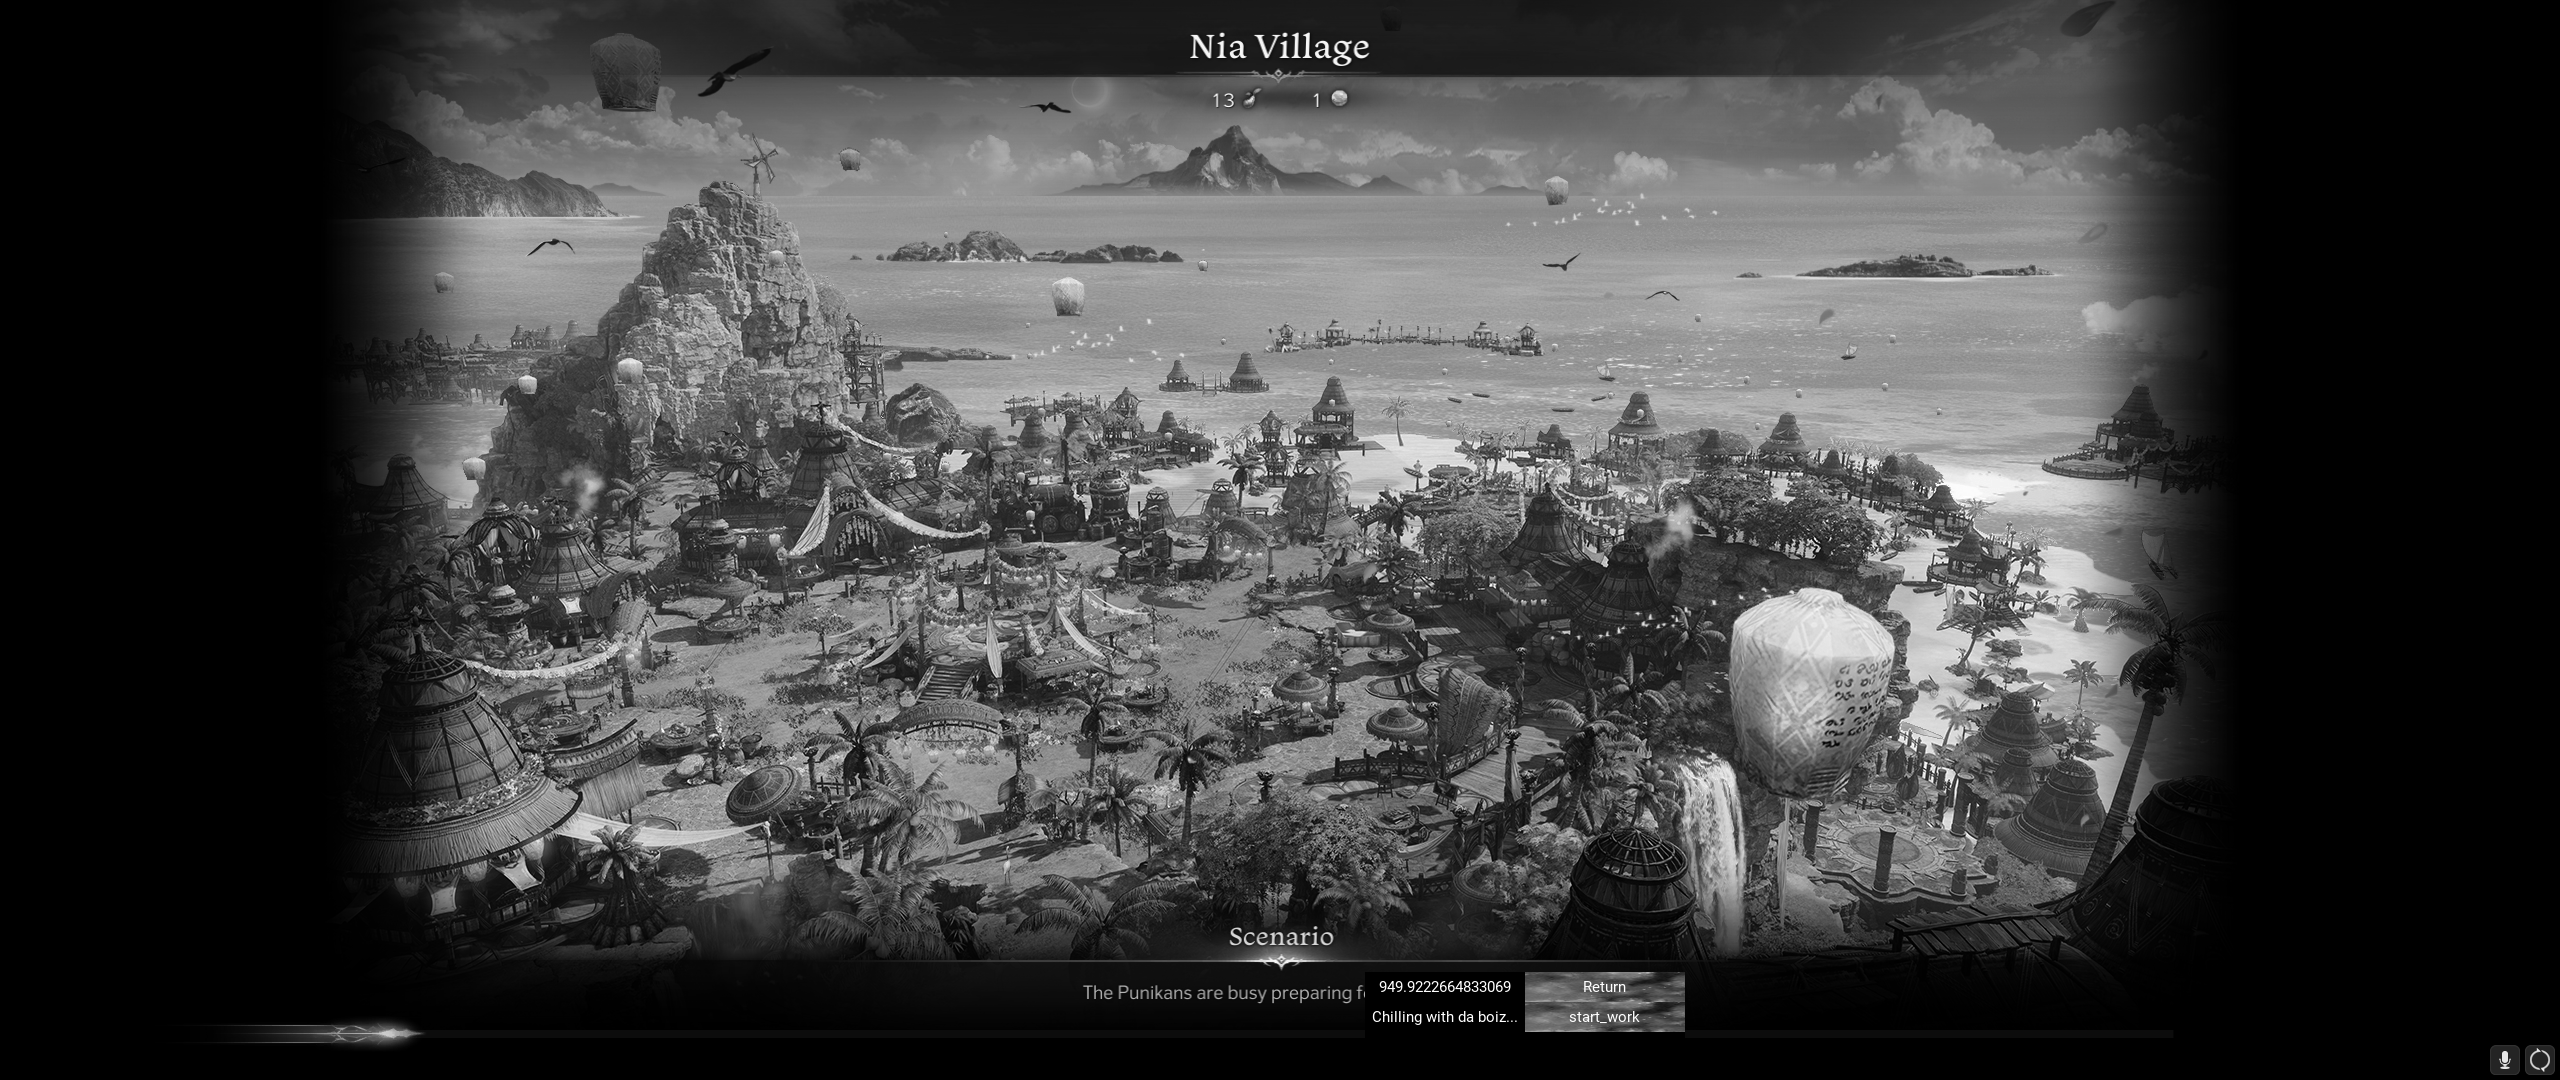 Nia Village
13 1
Scenario
The Punikans are busy preparing
949.9222664833069 Return
Chilling with da boiz... start_work